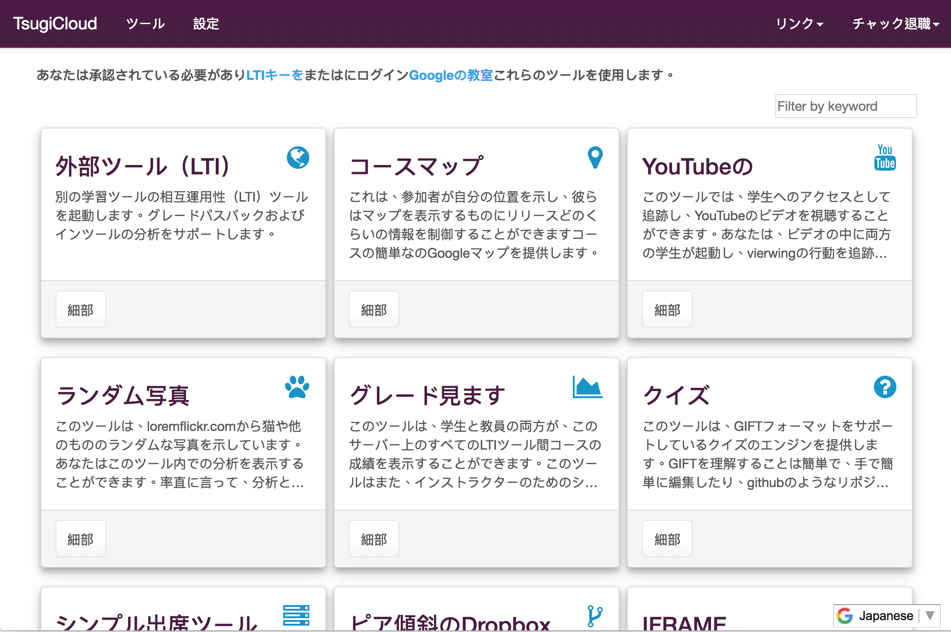 TsugiCloud ツール 設定 リンク チャック退職
あなたは承認されている必要がありLTIキーをまたはにログインGoogleの教室これらのツールを使用します。
Filter by keyword
外部ツール（LTI）
別の学習ツールの相互運用性（LTI）ツール
を起動します。グレードパスバックおよび
インツールの分析をサポートします。
細部
コースマップ
これは、参加者が自分の位置を示し、彼ら
はマップを表示するものにリリースどのく
らいの情報を制御することができますコー
スの簡単なのGoogleマップを提供します。
細部
YouTubeの
You
Tube
このツールでは、学生へのアクセスとして
追跡し、YouTubeのビデオを視聴すること
ができます。あなたは、ビデオの中に両方
の学生が起動し、vierwingの行動を追跡...
細部
ランダム写真
このツールは、loremflickr.comから猫や他
のもののランダムな写真を示しています。
あなたはこのツール内での分析を表示する
ことができます。率直に言って、分析と...
細部
グレード見ます
このツールは、学生と教員の両方が、この
サーバー上のすべてのLTIツール間コースの
成績を表示することができます。このツー
ルはまた、インストラクターのためのシ...
細部
クイズ
?
このツールは、GIFTフォーマットをサポー
トしているクイズのエンジンを提供しま
す。GIFTを理解することは簡単で、手で簡
単に編集したり、githubのようなリポジ...
細部
シンプル出席ツール
ピア傾斜のDropbox
IFRAME
G Japanese